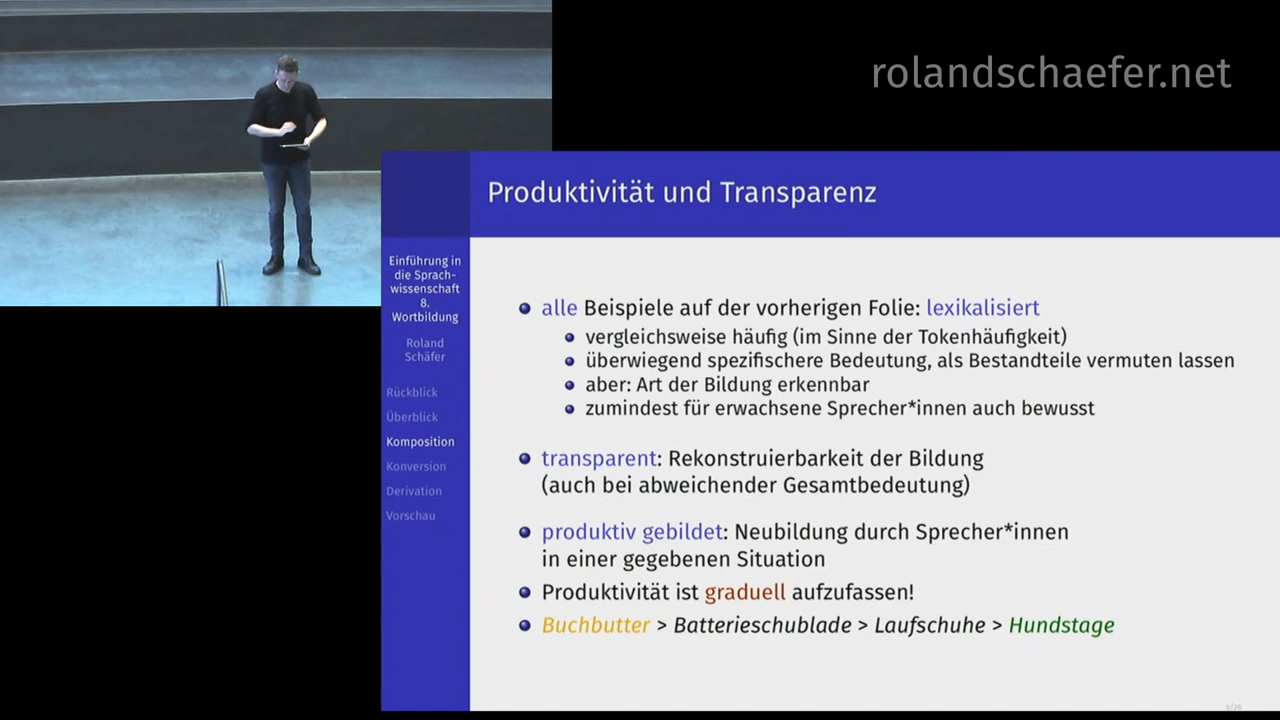 rolandschaefer.net
Produktivität und Transparenz
Einführung in
die Sprach-
wissenschaft
8.
Wortbildung
Roland
Schäfer
Rückblick
Überblick
Komposition
Konversion
Derivation
Vorschau
alle Beispiele auf der vorherigen Folie: lexikalisiert
vergleichsweise häufig (im Sinne der Tokenhäufigkeit)
überwiegend spezifischere Bedeutung, als Bestandteile vermuten lassen
aber: Art der Bildung erkennbar
zumindest für erwachsene Sprecher*innen auch bewusst
transparent: Rekonstruierbarkeit der Bildung
(auch bei abweichender Gesamtbedeutung)
produktiv gebildet: Neubildung durch Sprecher*innen
in einer gegebenen Situation
Produktivität ist graduell aufzufassen!
Buchbutter > Batterieschublade > Laufschuhe > Hundstage